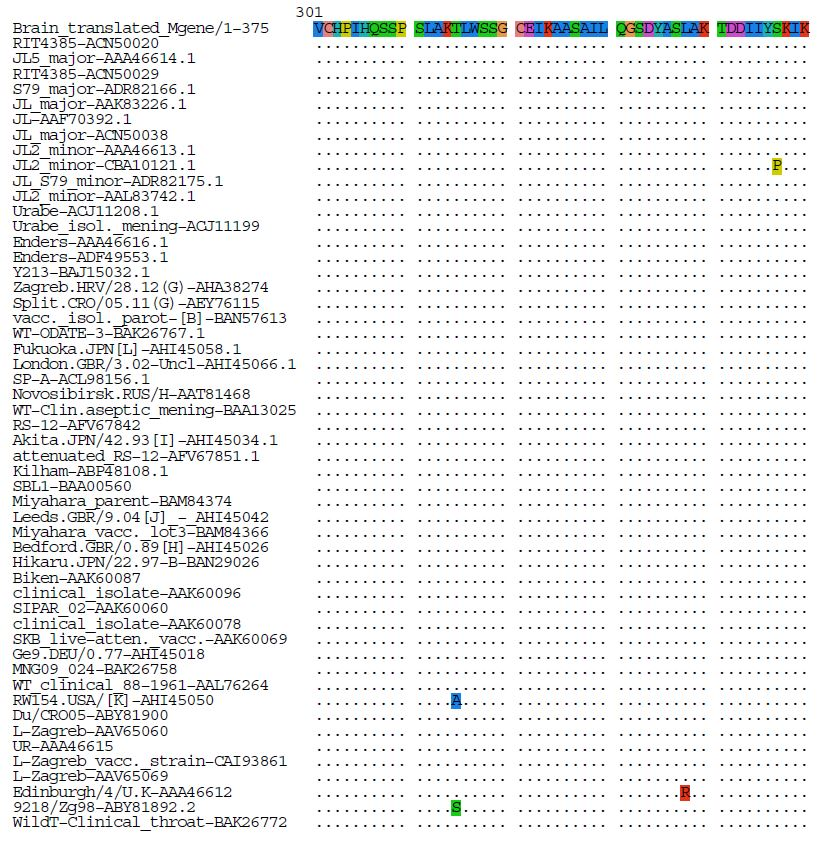 301
Brain_translated_Mgene/1-375 VCHPIHQSSP SLAKTLWSSG CEIKAASAIL QGSDYASLAK TDDIIYSKIK
RIT4385-ACN50020 .......... .......... .......... .......... ..........
JL5_major-AAA46614.1 .......... .......... .......... .......... ..........
RIT4385-ACN50029 .......... .......... .......... .......... ..........
S79_major-ADR82166.1 .......... .......... .......... .......... ..........
JL_major-AAK83226.1 .......... .......... .......... .......... ..........
JL-AAF70392.1 .......... .......... .......... .......... ..........
JL_major-ACN50038 .......... .......... .......... .......... ..........
JL2_minor-AAA46613.1 .......... .......... .......... .......... ..........
JL2_minor-CBA10121.1 .......... .......... .......... .......... ......P...
JL_S79_minor-ADR82175.1 .......... .......... .......... .......... ..........
JL2_minor-AAL83742.1 .......... .......... .......... .......... ..........
Urabe-ACJ11208.1 .......... .......... .......... .......... ..........
Urabe_isol._mening-ACJ11199 .......... .......... .......... .......... ..........
Enders-AAA46616.1 .......... .......... .......... .......... ..........
Enders-ADF49553.1 .......... .......... .......... .......... ..........
Y213-BAJ15032.1 .......... .......... .......... .......... ..........
Zagreb.HRV/28.12(G)-AHA38274 .......... .......... .......... .......... ..........
Split.CRO/05.11(G)-AEY76115 .......... .......... .......... .......... ..........
vacc._isol._parot-[B]-BAN57613 .......... .......... .......... .......... ..........
WT-ODATE-3-BAK26767.1 .......... .......... .......... .......... ..........
Fukuoka.JPN[L]-AHI45058.1 .......... .......... .......... .......... ..........
London.GBR/3.02-Uncl-AHI45066.1 .......... .......... .......... .......... ..........
SP-A-ACL98156.1 .......... .......... .......... .......... ..........
Novosibirsk.RUS/H-AAT81468 .......... .......... .......... .......... ..........
WT-Clin.aseptic_mening-BAA13025 .......... .......... .......... .......... ..........
RS-12-AFV67842 .......... .......... .......... .......... ..........
Akita.JPN/42.93[I]-AHI45034.1 .......... .......... .......... .......... ..........
attenuated_RS-12-AFV67851.1 .......... .......... .......... .......... ..........
Kilham-ABP48108.1 .......... .......... .......... .......... ..........
SBL1-BAA00560 .......... .......... .......... .......... ..........
Miyahara_parent-BAM84374 .......... .......... .......... .......... ..........
Leeds.GBR/9.04[J]_-_AHI45042 .......... .......... .......... .......... ..........
Miyahara_vacc._lot3-BAM84366 .......... .......... .......... .......... ..........
Bedford.GBR/0.89[H]-AHI45026 .......... .......... .......... .......... ..........
Hikaru.JPN/22.97-B-BAN29026 .......... .......... .......... .......... ..........
Biken-AAK60087 .......... .......... .......... .......... ..........
clinical_isolate-AAK60096 .......... .......... .......... .......... ..........
SIPAR_02-AAK60060 .......... .......... .......... .......... ..........
clinical_isolate-AAK60078 .......... .......... .......... .......... ..........
SKB_live-atten._vacc.-AAK60069 .......... .......... .......... .......... ..........
Ge9.DEU/0.77-AHI45018 .......... .......... .......... .......... ..........
MNG09_024-BAK26758 .......... .......... .......... .......... ..........
WT_clinical_88-1961-AAL76264 .......... .......... .......... .......... ..........
RW154.USA/[K]-AHI45050 .......... ....A..... .......... .......... ..........
Du/CRO05-ABY81900 .......... .......... .......... .......... ..........
L-Zagreb-AAV65060 .......... .......... .......... .......... ..........
UR-AAA46615 .......... .......... .......... .......... ..........
L-Zagreb_vacc._strain-CAI93861 .......... .......... .......... .......... ..........
L-Zagreb-AAV65069 .......... .......... .......... .......... ..........
Edinburgh/4/U.K-AAA46612 .......... .......... .......... .......R.. ..........
9218/Zg98-ABY81892.2 .......... ....S..... .......... .......... ..........
WildT-Clinical_throat-BAK26772 .......... .......... .......... .......... ..........